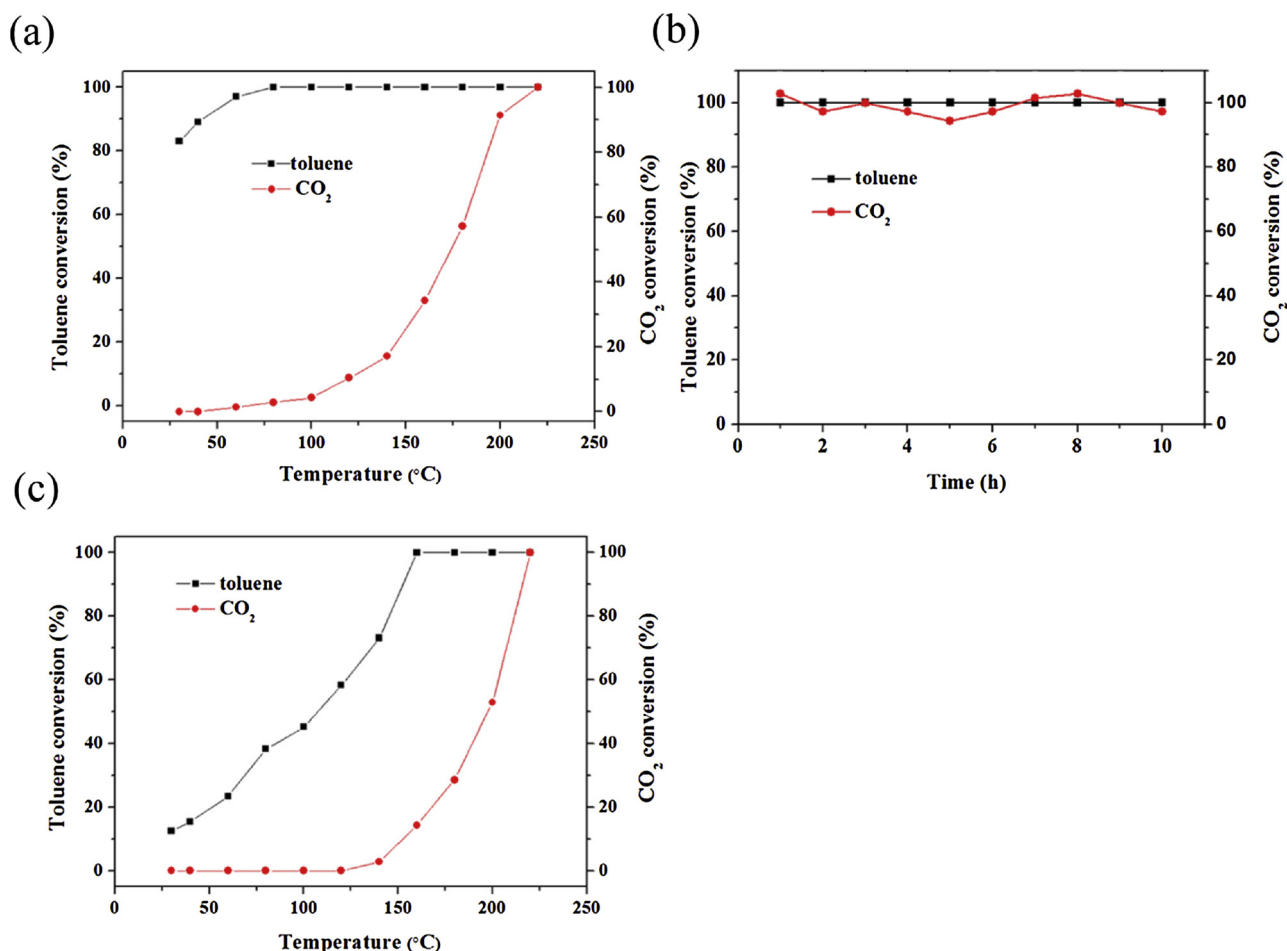 (a)
Toluene conversion (%)
100
80
60
40
20
0
toluene
CO₂
100
80
60
40
20
0
CO₂ conversion (%)
0 50 100 150 200 250
Temperature (°C)
(b)
Toluene conversion (%)
100
80
60
40
20
0
toluene
CO₂
100
80
60
40
20
0
CO₂ conversion (%)
0 2 4 6 8 10
Time (h)
(c)
Toluene conversion (%)
100
80
60
40
20
0
toluene
CO₂
100
80
60
40
20
0
CO₂ conversion (%)
0 50 100 150 200 250
Temperature (°C)